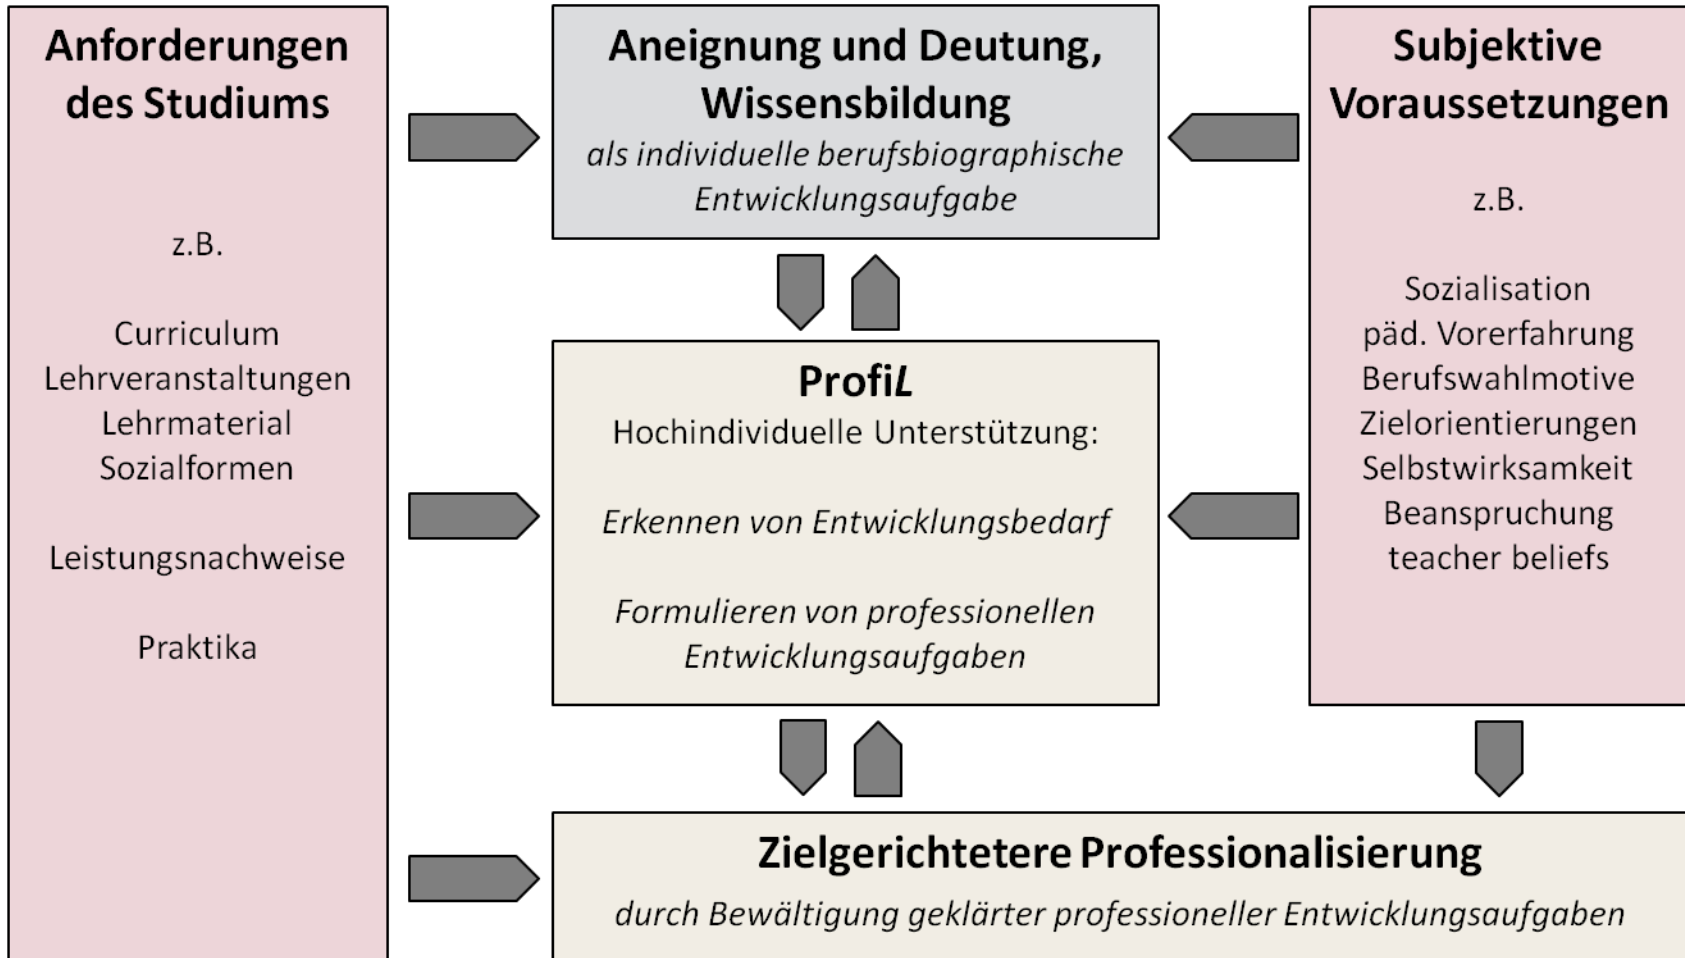 Anforderungen
des Studiums
z.B.
Curriculum
Lehrveranstaltungen
Lehrmaterial
Sozialformen
Leistungsnachweise
Praktika
Aneignung und Deutung,
Wissensbildung
als individuelle berufsbiographische
Entwicklungsaufgabe
ProfiL
Hochindividuelle Unterstützung:
Erkennen von Entwicklungsbedarf
Formulieren von professionellen
Entwicklungsaufgaben
Subjektive
Voraussetzungen
z.B.
Sozialisation
päd. Vorerfahrung
Berufswahlmotive
Zielorientierungen
Selbstwirksamkeit
Beanspruchung
teacher beliefs
Zielgerichtetere Professionalisierung
durch Bewältigung geklärter professioneller Entwicklungsaufgaben